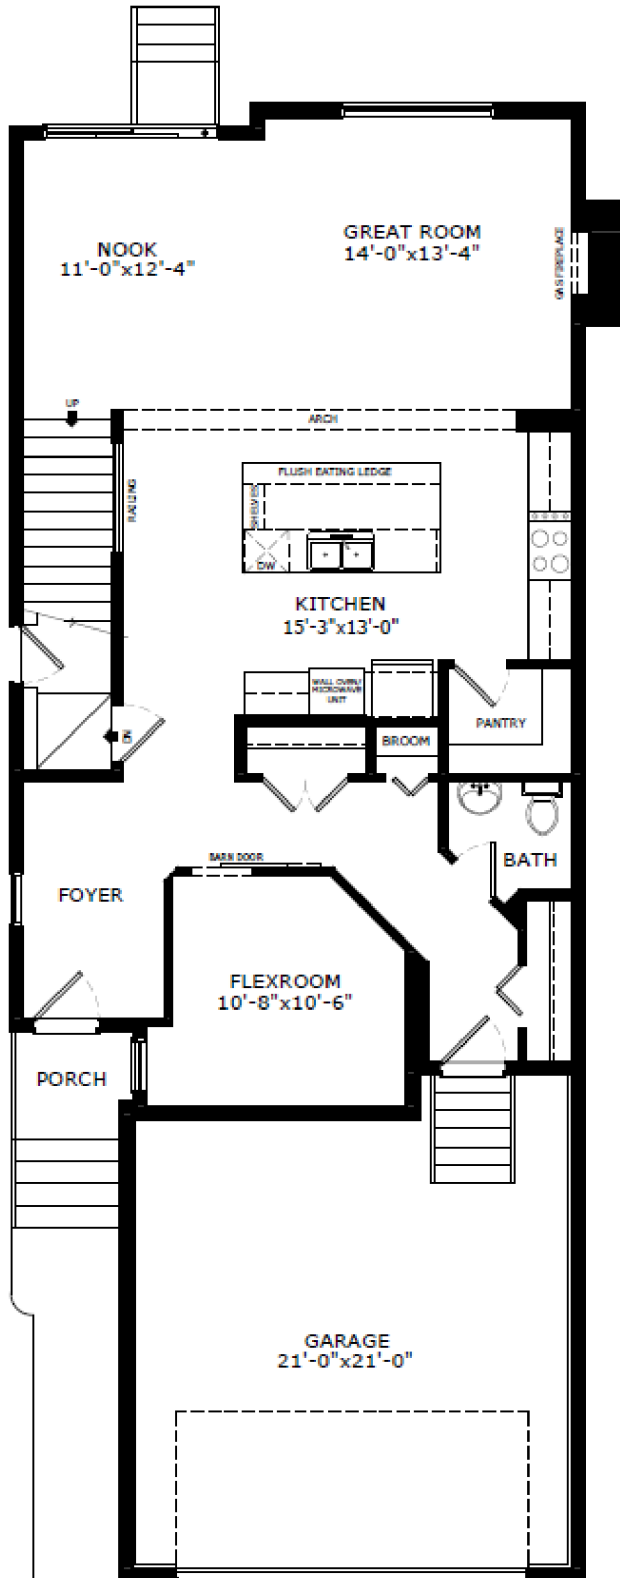 NOOK
11'-0"x12'-4"
GREAT ROOM
14'-0"x13'-4"
GAS FIREPLACE
UP
ARCH
RAILING
FLUSH EATING LEDGE
SHELVES
DW
KITCHEN
15'-3"x13'-0"
WALL OVEN/
MICROWAVE
UNIT
PANTRY
DN
BROOM
BARN DOOR
BATH
FOYER
FLEXROOM
10'-8"x10'-6"
PORCH
GARAGE
21'-0"x21'-0"